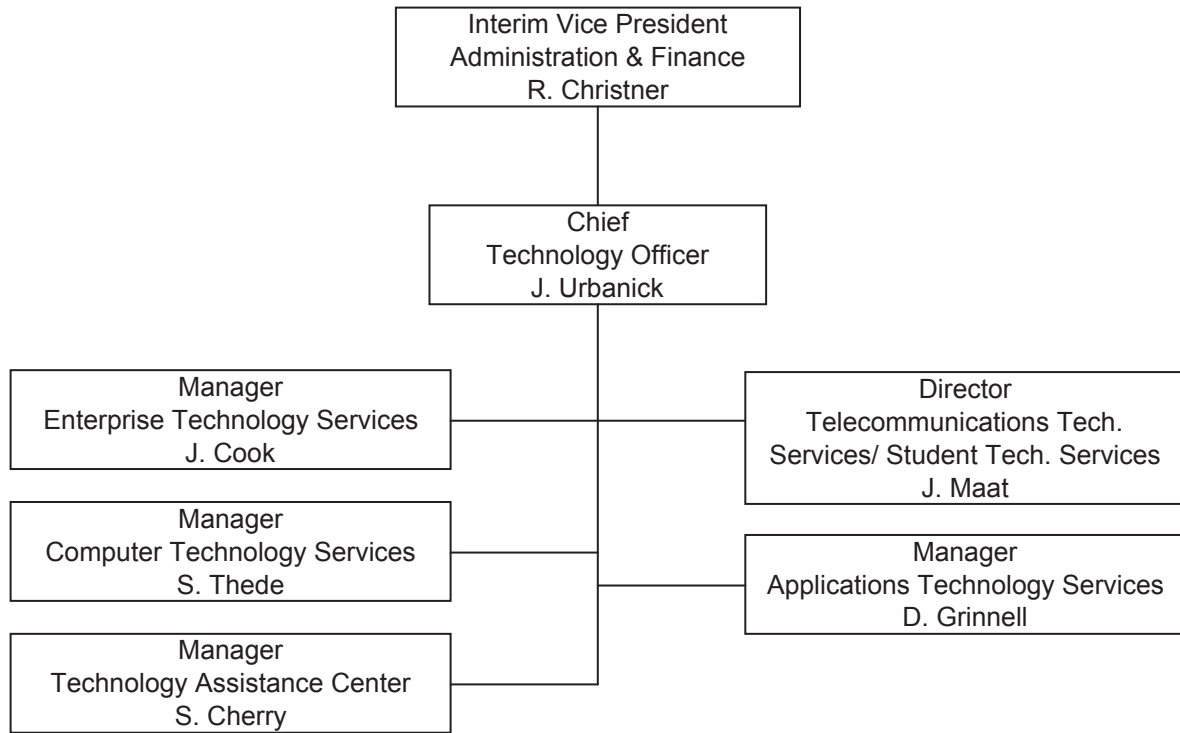 Interim Vice President
Administration & Finance
R. Christner
Chief
Technology Officer
J. Urbanick
Manager
Enterprise Technology Services
J. Cook
Director
Telecommunications Tech.
Services/ Student Tech. Services
J. Maat
Manager
Computer Technology Services
S. Thede
Manager
Applications Technology Services
D. Grinnell
Manager
Technology Assistance Center
S. Cherry